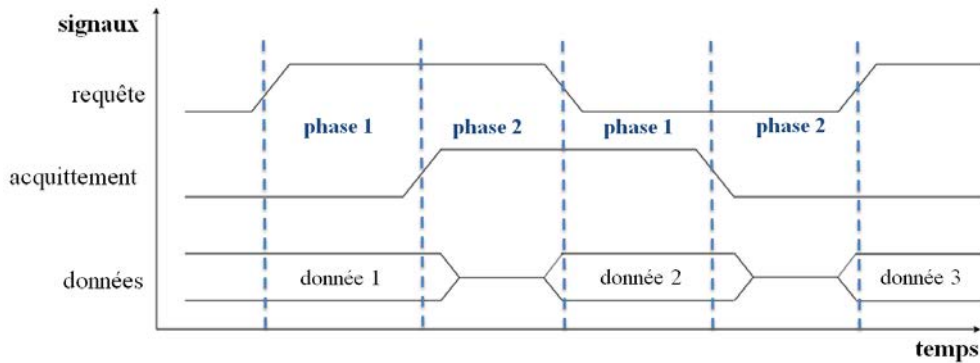 signaux
requête
phase 1 phase 2 phase 1 phase 2
acquittement
données donnée 1 donnée 2 donnée 3
temps